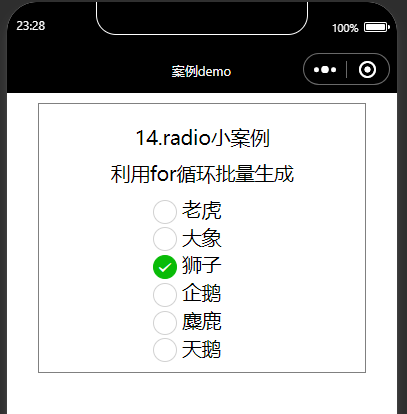 23:28
100%
案例demo
14.radio小案例
利用for循环批量生成
老虎
大象
狮子
企鹅
麋鹿
天鹅